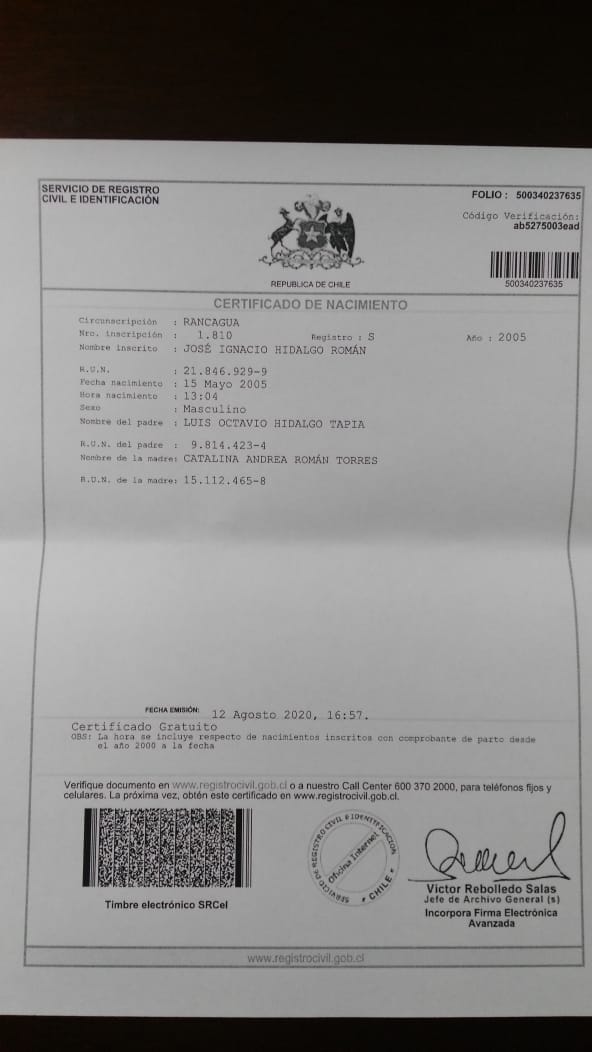 SERVICIO DE REGISTRO
CIVIL E IDENTIFICACIÓN
FOLIO : 500340237635
Código Verificación:
ab5275003ead
500340237635
REPUBLICA DE CHILE
CERTIFICADO DE NACIMIENTO
Circunscripción : RANCAGUA
Nro. inscripción : 1.810 Registro : S Año : 2005
Nombre inscrito : JOSÉ IGNACIO HIDALGO ROMÁN
R.U.N. : 21.846.929-9
Fecha nacimiento : 15 Mayo 2005
Hora nacimiento : 13:04
Sexo : Masculino
Nombre del padre : LUIS OCTAVIO HIDALGO TAPIA
R.U.N. del padre : 9.814.423-4
Nombre de la madre: CATALINA ANDREA ROMÁN TORRES
R.U.N. de la madre: 15.112.465-8
FECHA EMISIÓN: 12 Agosto 2020, 16:57.
Certificado Gratuito
OBS: La hora se incluye respecto de nacimientos inscritos con comprobante de parto desde
el año 2000 a la fecha
Verifique documento en www.registrocivil.gob.cl o a nuestro Call Center 600 370 2000, para teléfonos fijos y
celulares. La próxima vez, obtén este certificado en www.registrocivil.gob.cl.
SERVICIO DE REGISTRO CIVIL E IDENTIFICACION
Oficina Internet
* CHILE *
Timbre electrónico SRCeI
Victor Rebolledo Salas
Jefe de Archivo General (s)
Incorpora Firma Electrónica
Avanzada
www.registrocivil.gob.cl